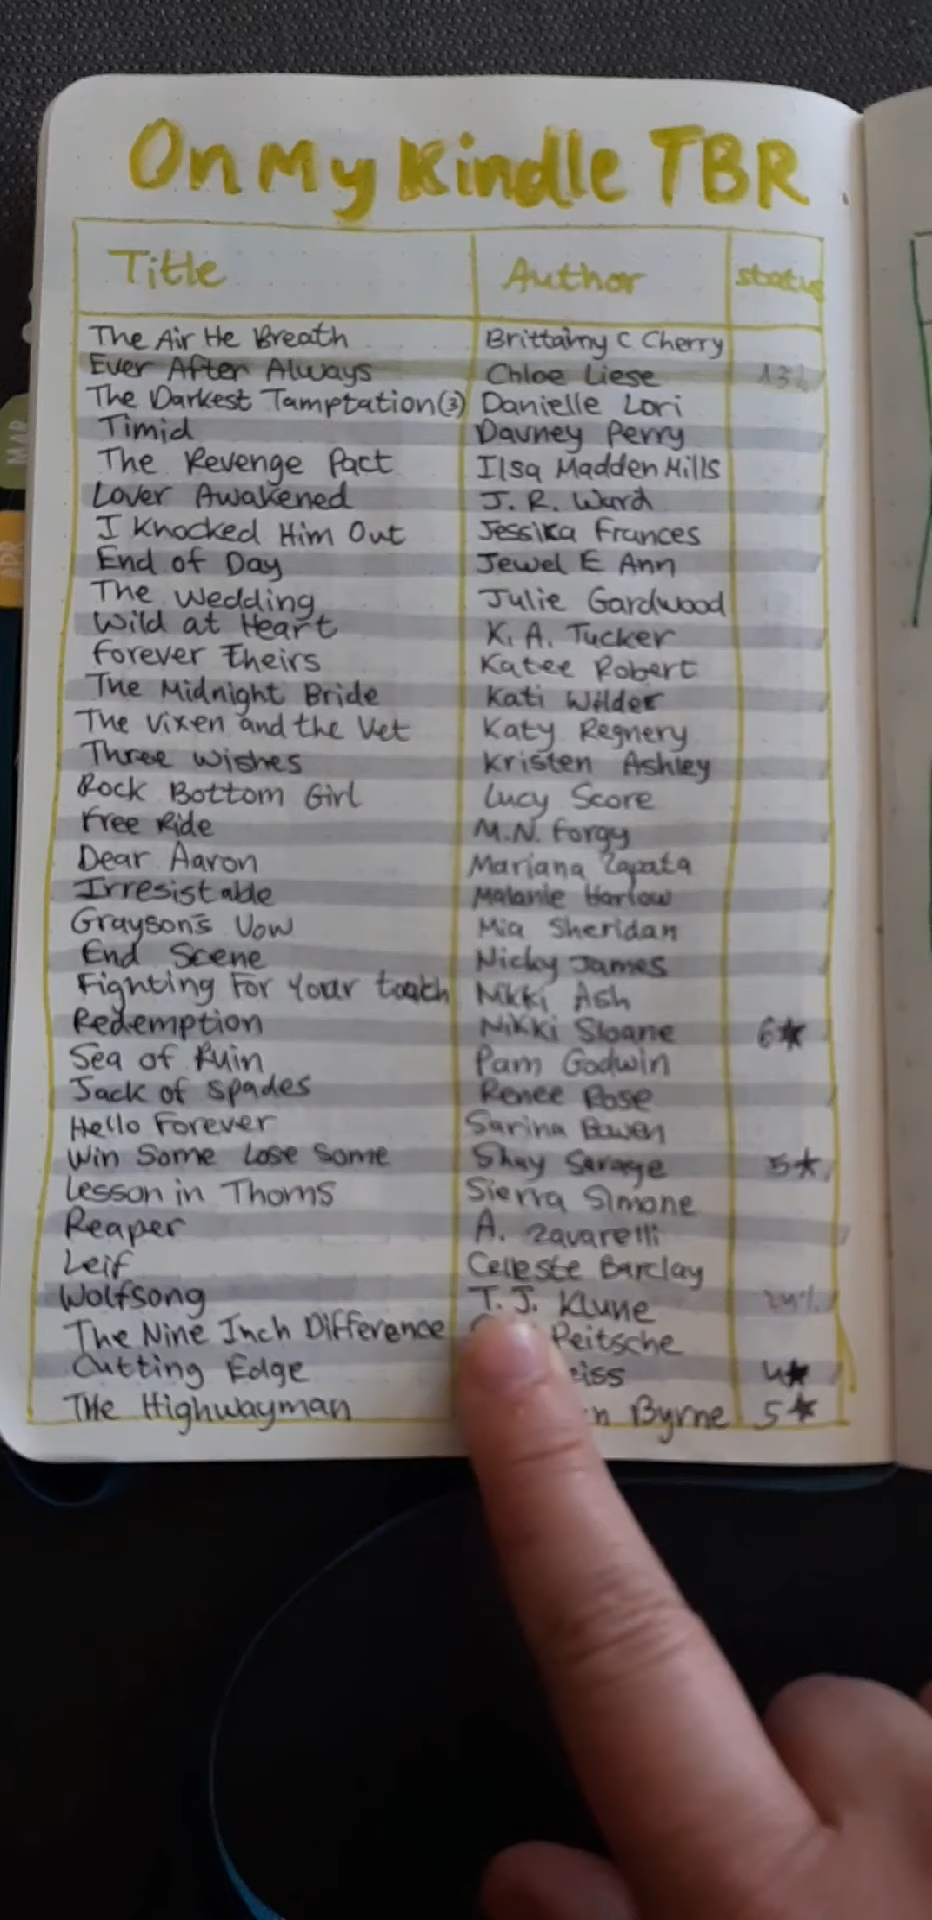 On My Kindle TBR
Title Author status
The Air He Breath Brittainy C Cherry
Ever After Always Chloe Liese 13%
The Darkest Tamptation(3) Danielle Lori
Timid Davney Perry
The Revenge Pact Ilsa Madden Mills
Lover Awakened J. R. Ward
I Knocked Him Out Jessika Frances
End of Day Jewel E Ann
The Wedding Julie Gardwood
Wild at Heart K. A. Tucker
Forever Theirs Katee Robert
The Midnight Bride Kati Wilder
The Vixen and the Vet Katy Regnery
Three Wishes Kristen Ashley
Rock Bottom Girl Lucy Score
Free Ride M.N. Forgy
Dear Aaron Mariana Zapata
Irresistable Malanie Harlow
Grayson's Vow Mia Sheridan
End Scene Nicky James
Fighting For Your Nikki Ash
Redemption Nikki Sloane 6★
Sea of Ruin Pam Godwin
Jack of Spades Renee Rose
Hello Forever Sarina Bowen
Win Some Lose Some Shay Savage 5★
Lesson in Thorns Sierra Simone
Reaper A. Zavarelli
Leif Celeste Barclay
Wolfsong T. J. Klune
The Nine Inch Difference Peitsche
Cutting Edge eiss 4★
THe Highwayman n Byrne 5★
MAR
APR